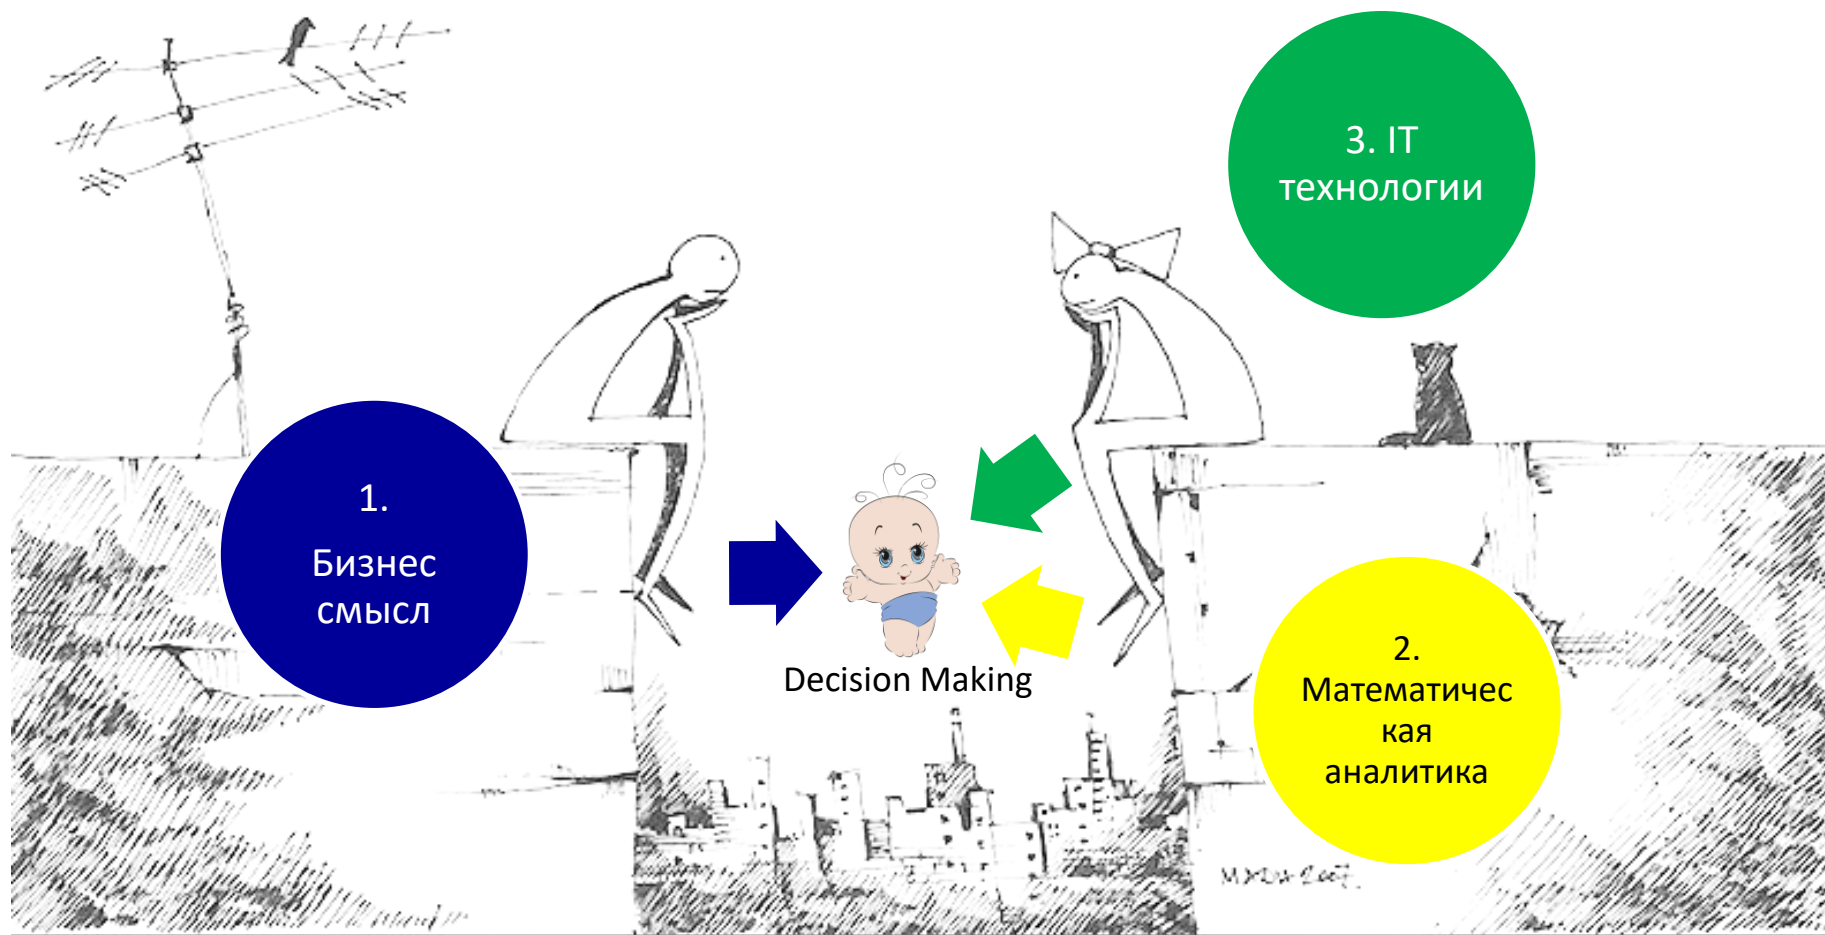 3. IT
технологии
1.
Бизнес
смысл
Decision Making
2.
Математичес
кая
аналитика